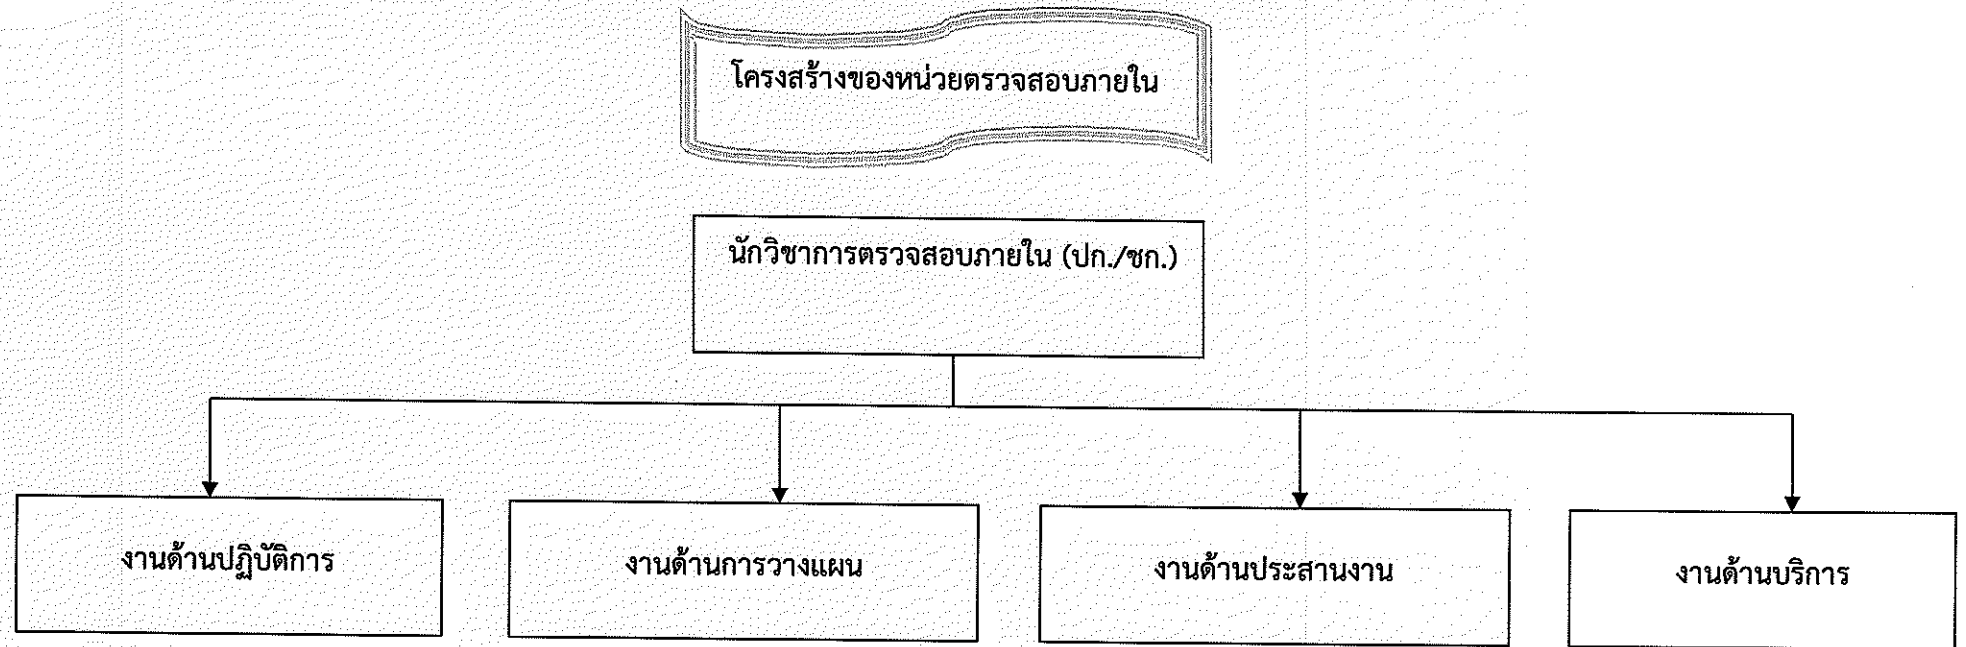 โครงสร้างของหน่วยตรวจสอบภายใน
นักวิชาการตรวจสอบภายใน (ปก./ชก.)
งานด้านปฏิบัติการ
งานด้านการวางแผน
งานด้านประสานงาน
งานด้านบริการ